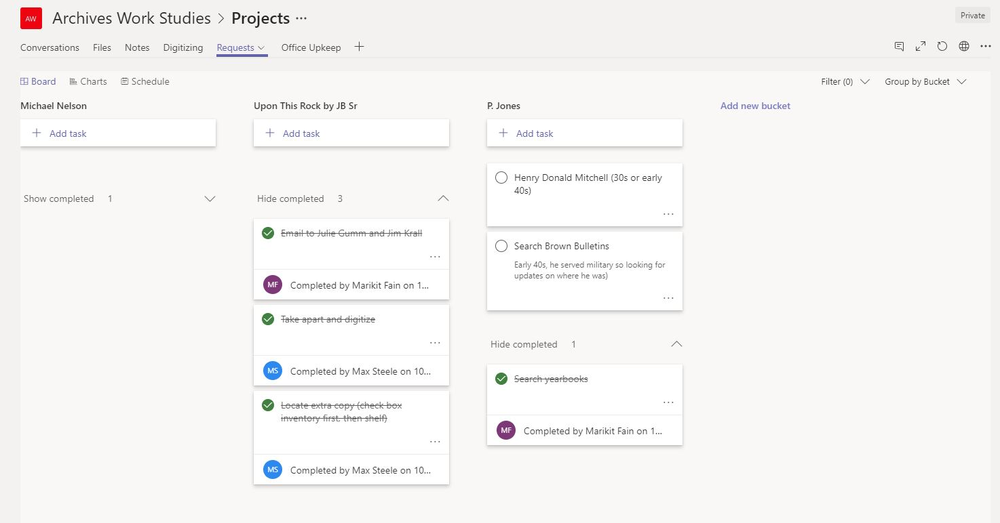 AW Archives Work Studies > Projects ...
Private
Conversations Files Notes Digitizing Requests Office Upkeep +
Board Charts Schedule
Filter (0) Group by Bucket
Michael Nelson
+ Add task
Show completed 1
Upon This Rock by JB Sr
+ Add task
Hide completed 3
Email to Julie Gumm and Jim Krall
...
MF Completed by Marikit Fain on 1...
Take apart and digitize
...
MS Completed by Max Steele on 10...
Locate extra copy (check box
inventory first, then shelf)
...
MS Completed by Max Steele on 10...
P. Jones
+ Add task
Henry Donald Mitchell (30s or early
40s)
...
Search Brown Bulletins
Early 40s, he served military so looking for
updates on where he was)
...
Hide completed 1
Search yearbooks
...
MF Completed by Marikit Fain on 1...
Add new bucket